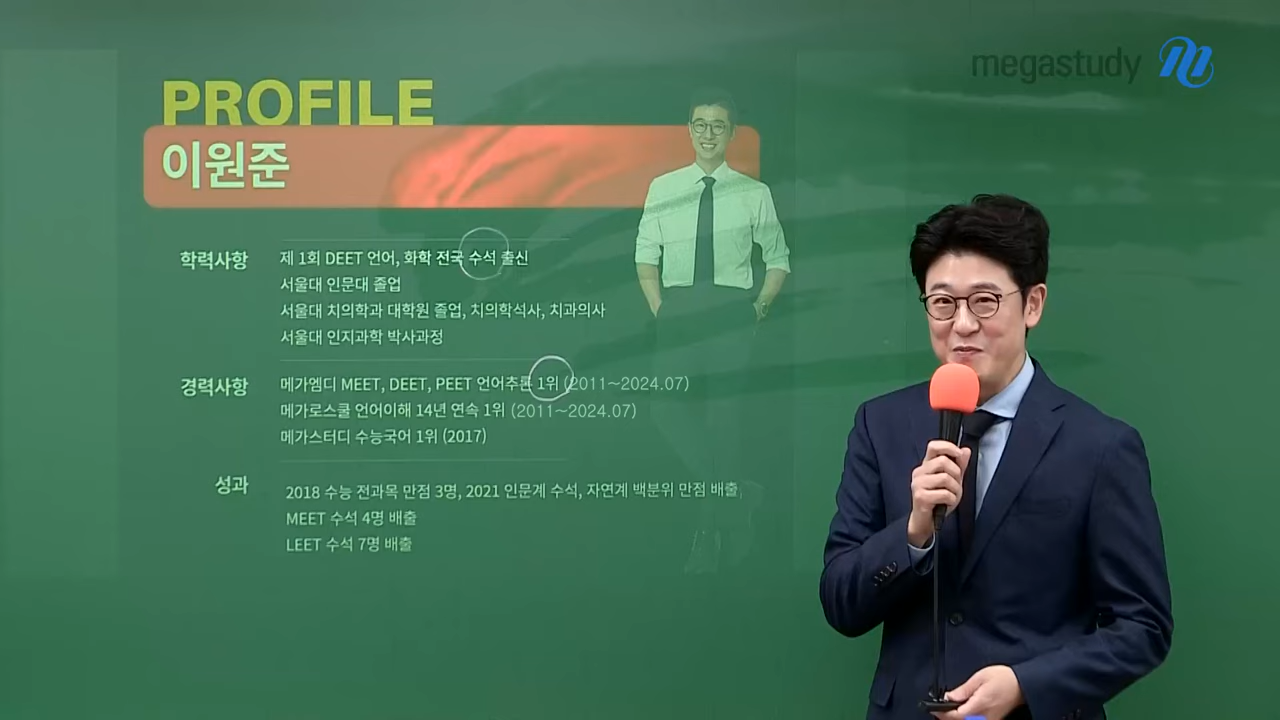 megastudy
PROFILE
이원준
학력사항
제 1회 DEET 언어, 화학 전국 수석 출신
서울대 인문대 졸업
서울대 치의학과 대학원 졸업, 치의학석사, 치과의사
서울대 인지과학 박사과정
경력사항
메가엠디 MEET, DEET, PEET 언어추론 1위 (2011~2024.07)
메가로스쿨 언어이해 14년 연속 1위 (2011~2024.07)
메가스터디 수능국어 1위 (2017)
성과
2018 수능 전과목 만점 3명, 2021 인문계 수석, 자연계 백분위 만점 배출
MEET 수석 4명 배출
LEET 수석 7명 배출